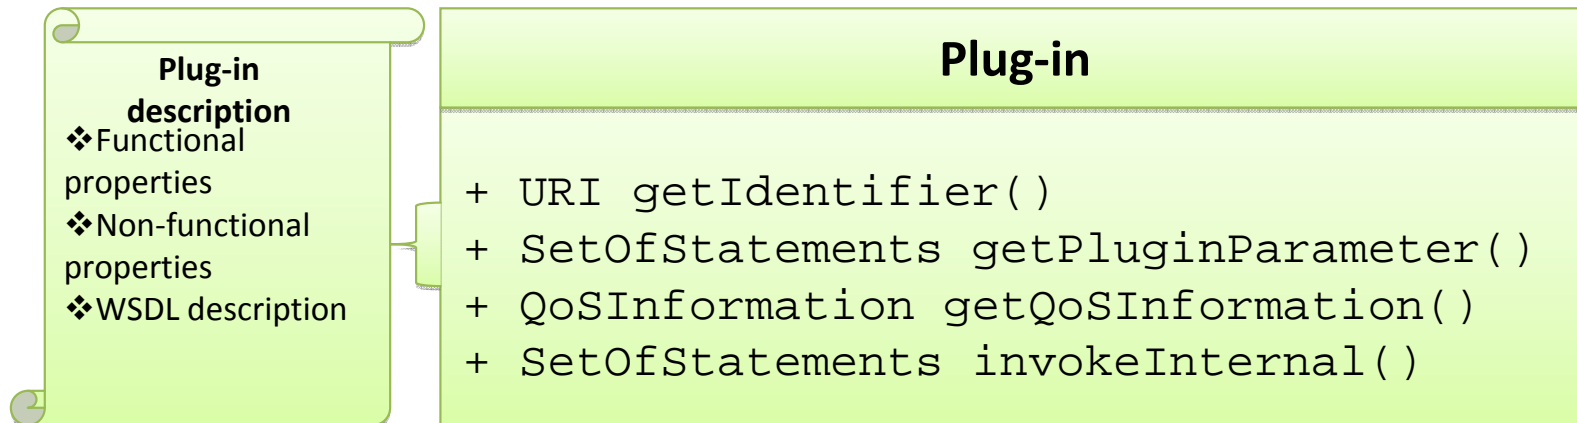 Plug-in
description
❖Functional
properties
❖Non-functional
properties
❖WSDL description
Plug-in
+ URI getIdentifier()
+ SetOfStatements getPluginParameter()
+ QoSInformation getQoSInformation()
+ SetOfStatements invokeInternal()